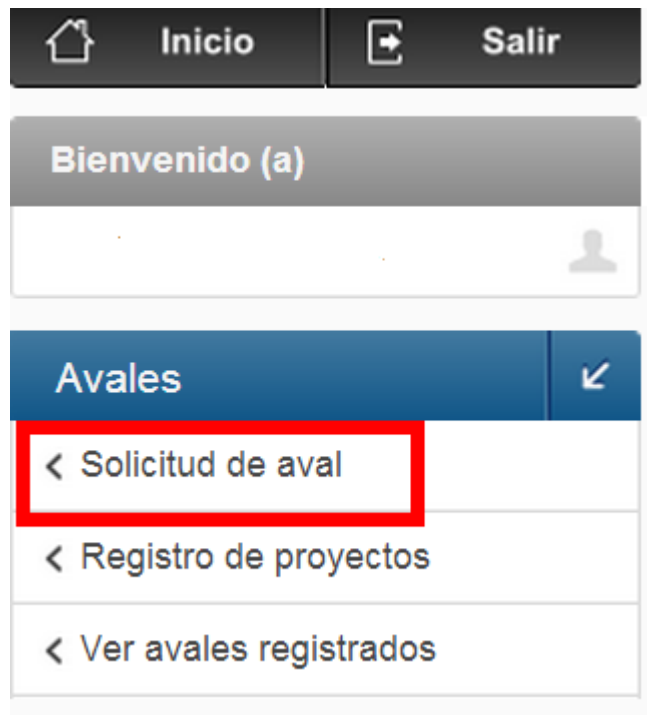 Inicio Salir
Bienvenido (a)
Avales
Solicitud de aval
Registro de proyectos
Ver avales registrados